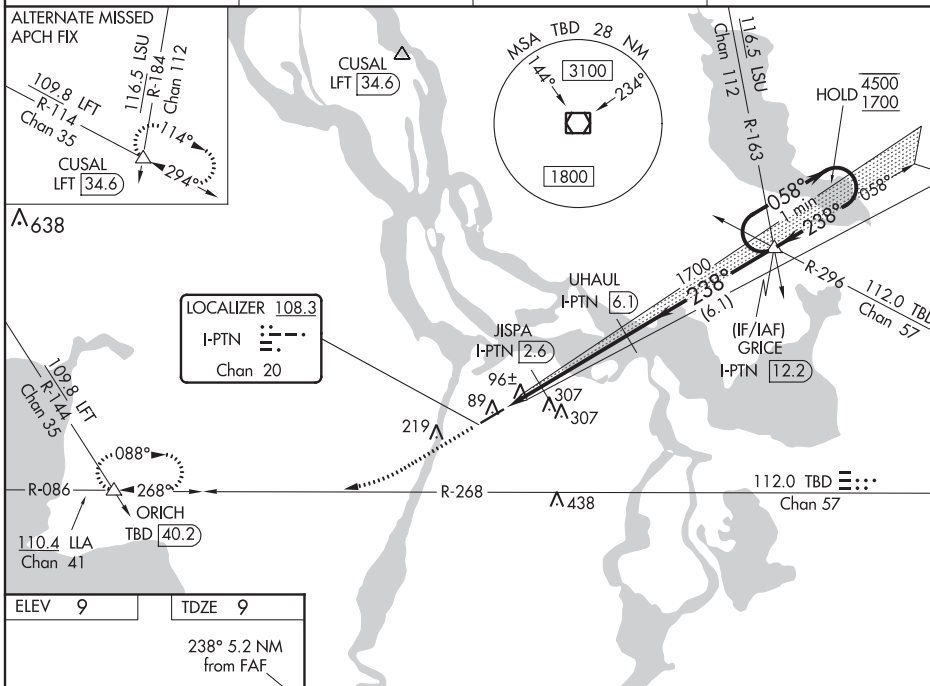 ALTERNATE MISSED
APCH FIX
116.5 LSU
R-184
Chan 112
109.8 LFT
R-114
Chan 35
114°
294°
CUSAL
LFT 34.6
638
CUSAL
LFT 34.6
MSA TBD 28 NM
144°
3100
234°
1800
116.5 LSU
Chan 112
R-163
HOLD
4500
1700
058°
1 min
238°
058°
R-296
112.0 TBD
Chan 57
1700
238°
(6.1)
UHAUL
I-PTN 6.1
(IF/IAF)
GRICE
I-PTN 12.2
LOCALIZER 108.3
I-PTN
Chan 20
JISPA
I-PTN 2.6
96±
89
307
307
219
109.8 LFT
R-144
Chan 35
088°
268°
R-086
ORICH
TBD 40.2
110.4 LLA
Chan 41
R-268
438
112.0 TBD
Chan 57
ELEV 9
TDZE 9
238° 5.2 NM
from FAF